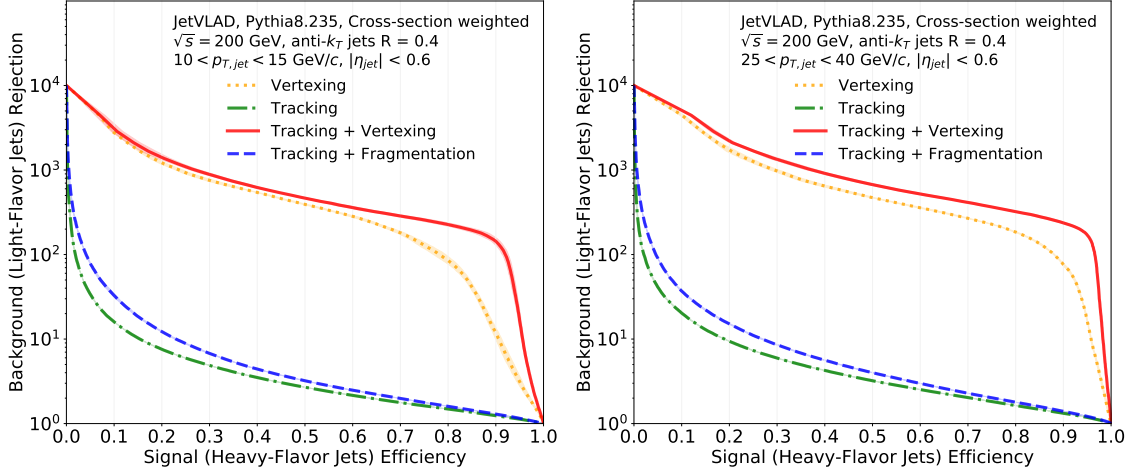 JetVLAD, Pythia8.235, Cross-section weighted
√s = 200 GeV, anti-k_T jets R = 0.4
10 < p_{T,jet} < 15 GeV/c, |η_{jet}| < 0.6
Vertexing
Tracking
Tracking + Vertexing
Tracking + Fragmentation
Background (Light-Flavor Jets) Rejection
10^4
10^3
10^2
10^1
10^0
0.0 0.1 0.2 0.3 0.4 0.5 0.6 0.7 0.8 0.9 1.0
Signal (Heavy-Flavor Jets) Efficiency
JetVLAD, Pythia8.235, Cross-section weighted
√s = 200 GeV, anti-k_T jets R = 0.4
25 < p_{T,jet} < 40 GeV/c, |η_{jet}| < 0.6
Vertexing
Tracking
Tracking + Vertexing
Tracking + Fragmentation
Background (Light-Flavor Jets) Rejection
10^4
10^3
10^2
10^1
10^0
0.0 0.1 0.2 0.3 0.4 0.5 0.6 0.7 0.8 0.9 1.0
Signal (Heavy-Flavor Jets) Efficiency